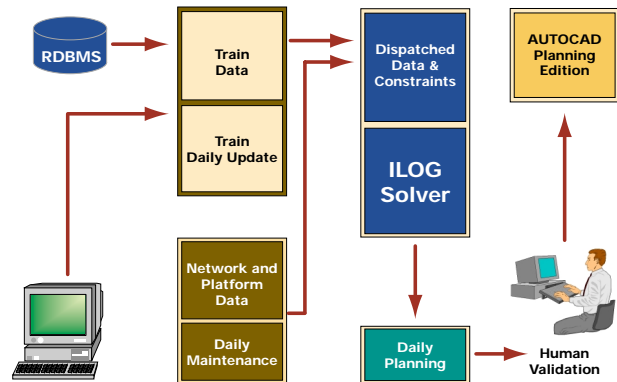 RDBMS
Train
Data
Train
Daily Update
Dispatched
Data &
Constraints
ILOG
Solver
AUTOCAD
Planning
Edition
Network and
Platform
Data
Daily
Maintenance
Daily
Planning
Human
Validation